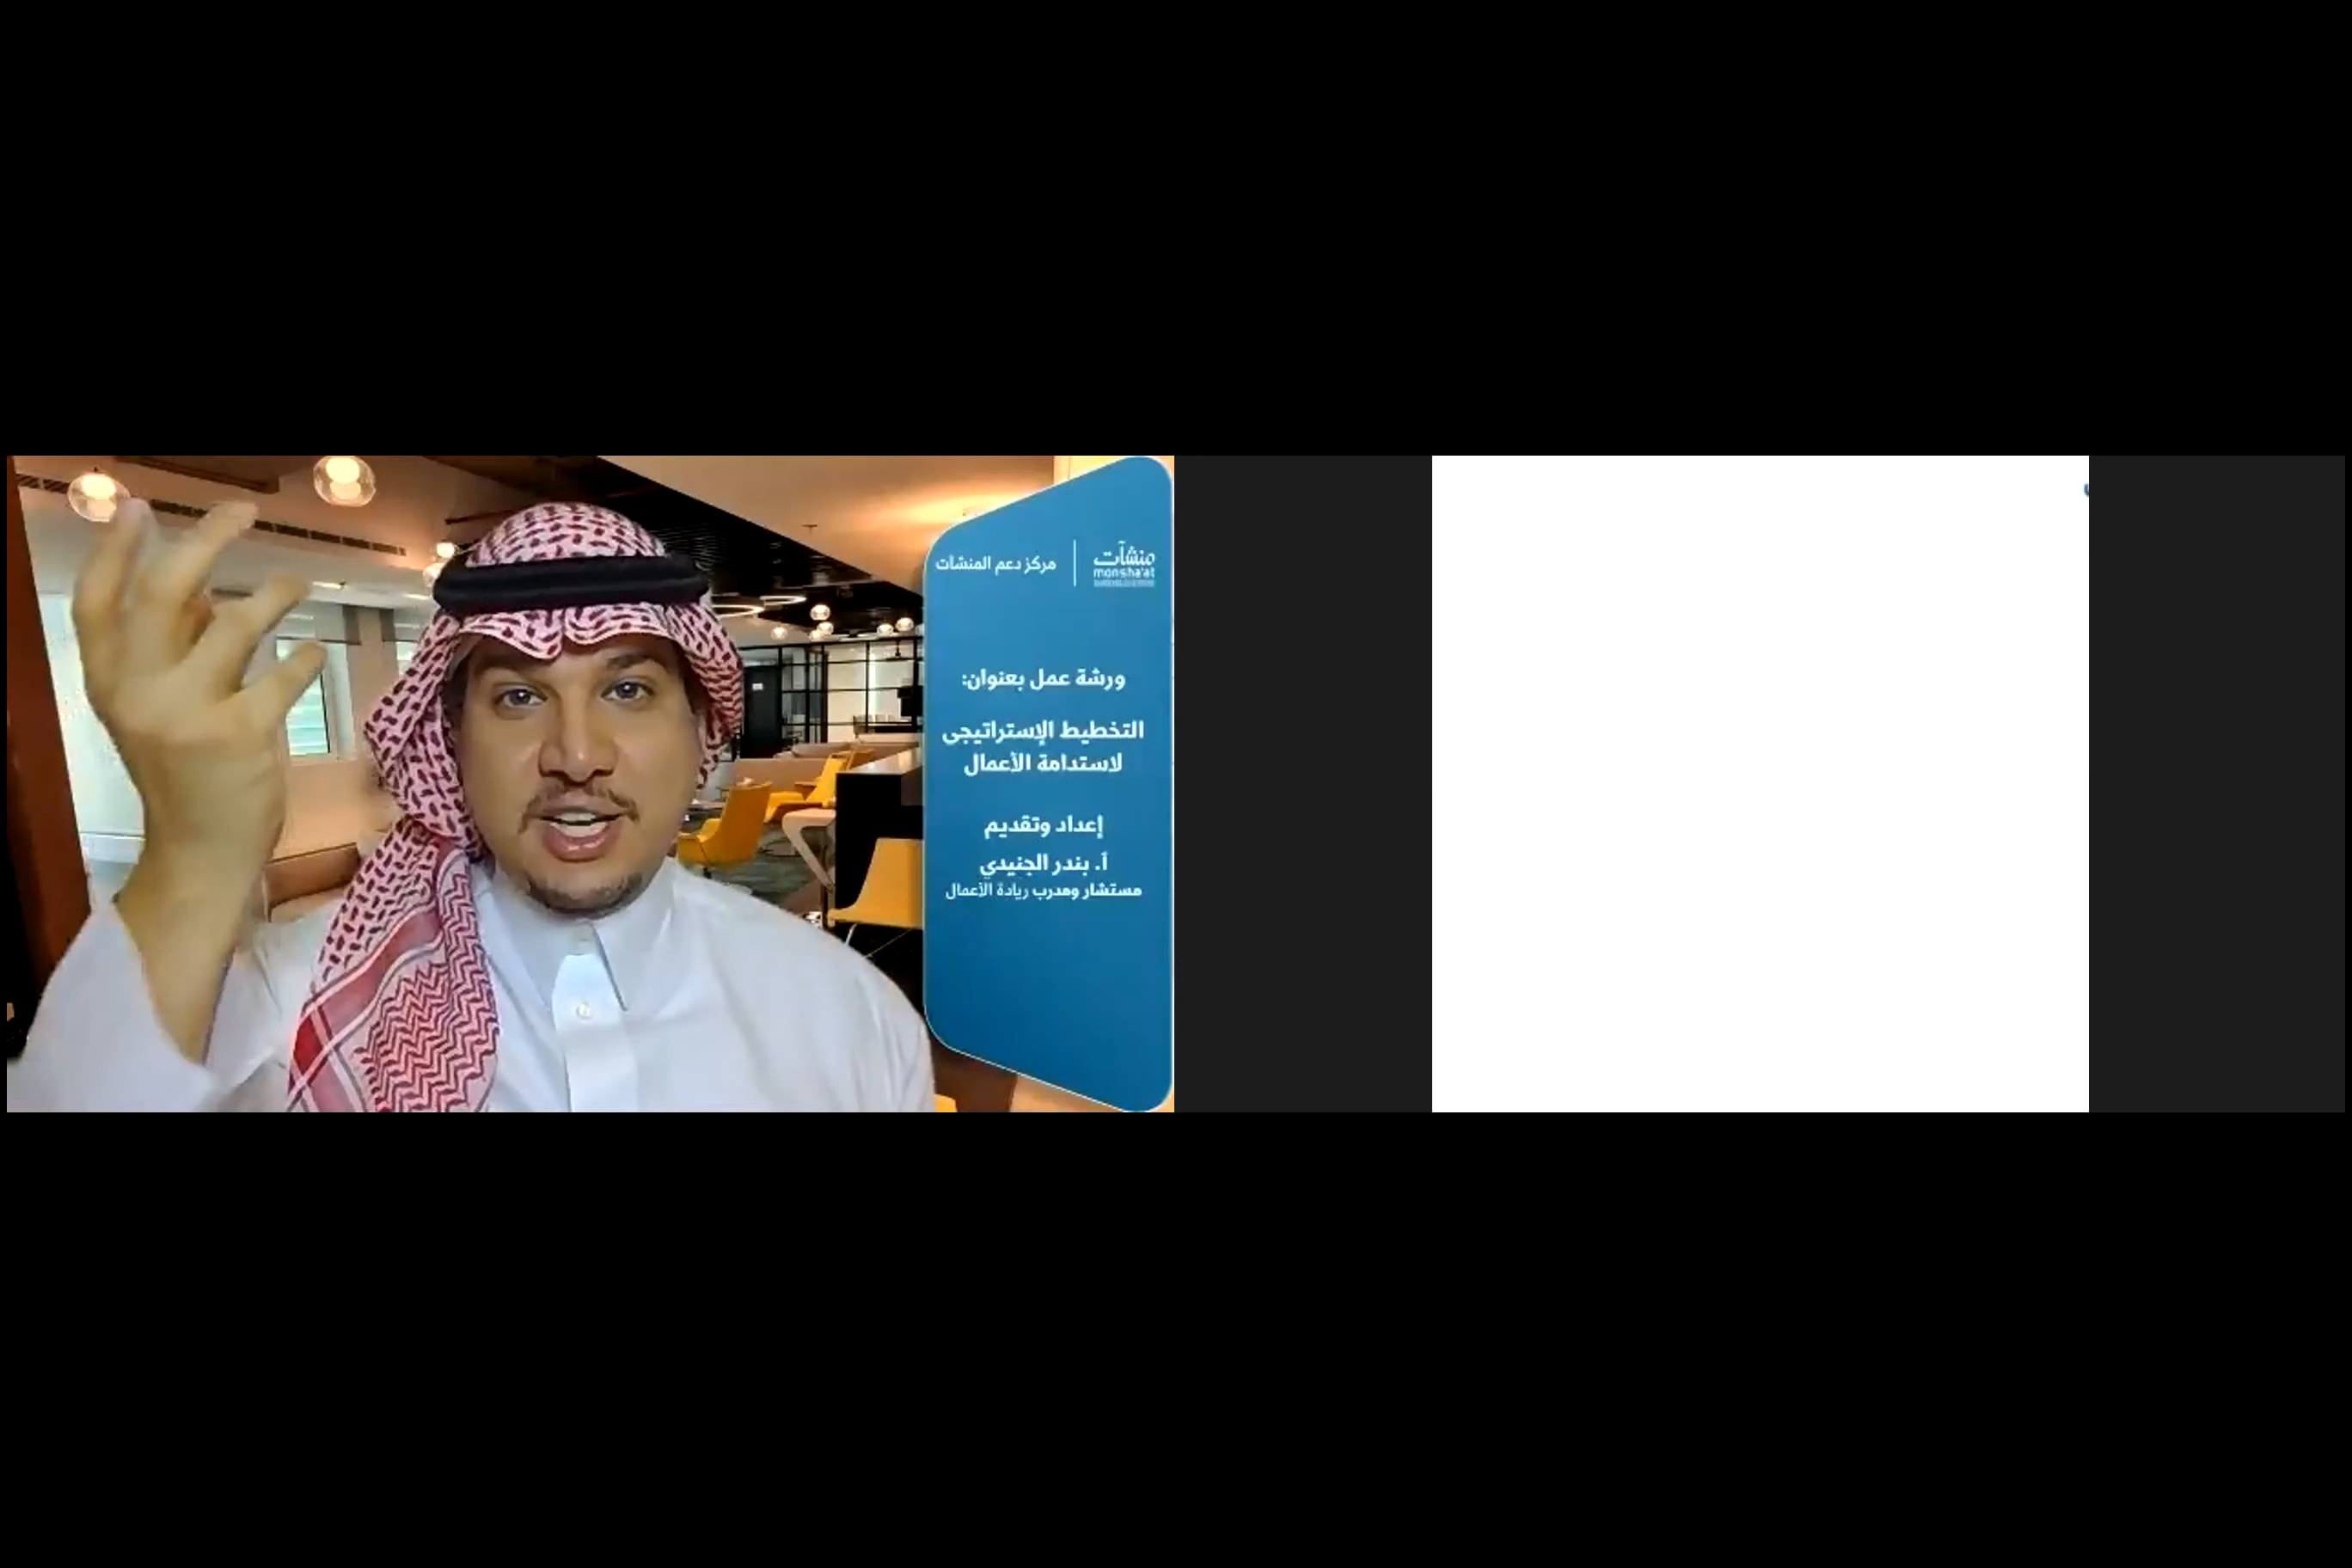 منشآت
monsha'at
مركز دعم المنشآت
ورشة عمل بعنوان:
التخطيط الإستراتيجي
لاستدامة الأعمال
إعداد وتقديم
أ. بندر الجنيدي
مستشار ومدرب ريادة الأعمال